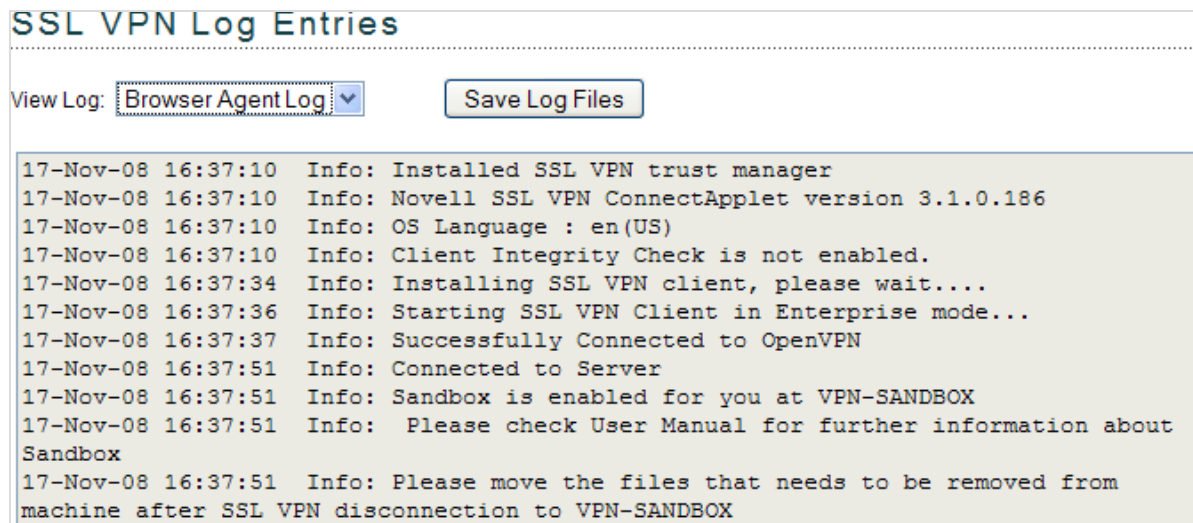 SSL VPN Log Entries
View Log: Browser Agent Log Save Log Files
17-Nov-08 16:37:10  Info: Installed SSL VPN trust manager
17-Nov-08 16:37:10  Info: Novell SSL VPN ConnectApplet version 3.1.0.186
17-Nov-08 16:37:10  Info: OS Language : en(US)
17-Nov-08 16:37:10  Info: Client Integrity Check is not enabled.
17-Nov-08 16:37:34  Info: Installing SSL VPN client, please wait....
17-Nov-08 16:37:36  Info: Starting SSL VPN Client in Enterprise mode...
17-Nov-08 16:37:37  Info: Successfully Connected to OpenVPN
17-Nov-08 16:37:51  Info: Connected to Server
17-Nov-08 16:37:51  Info: Sandbox is enabled for you at VPN-SANDBOX
17-Nov-08 16:37:51  Info:  Please check User Manual for further information about
Sandbox
17-Nov-08 16:37:51  Info: Please move the files that needs to be removed from
machine after SSL VPN disconnection to VPN-SANDBOX